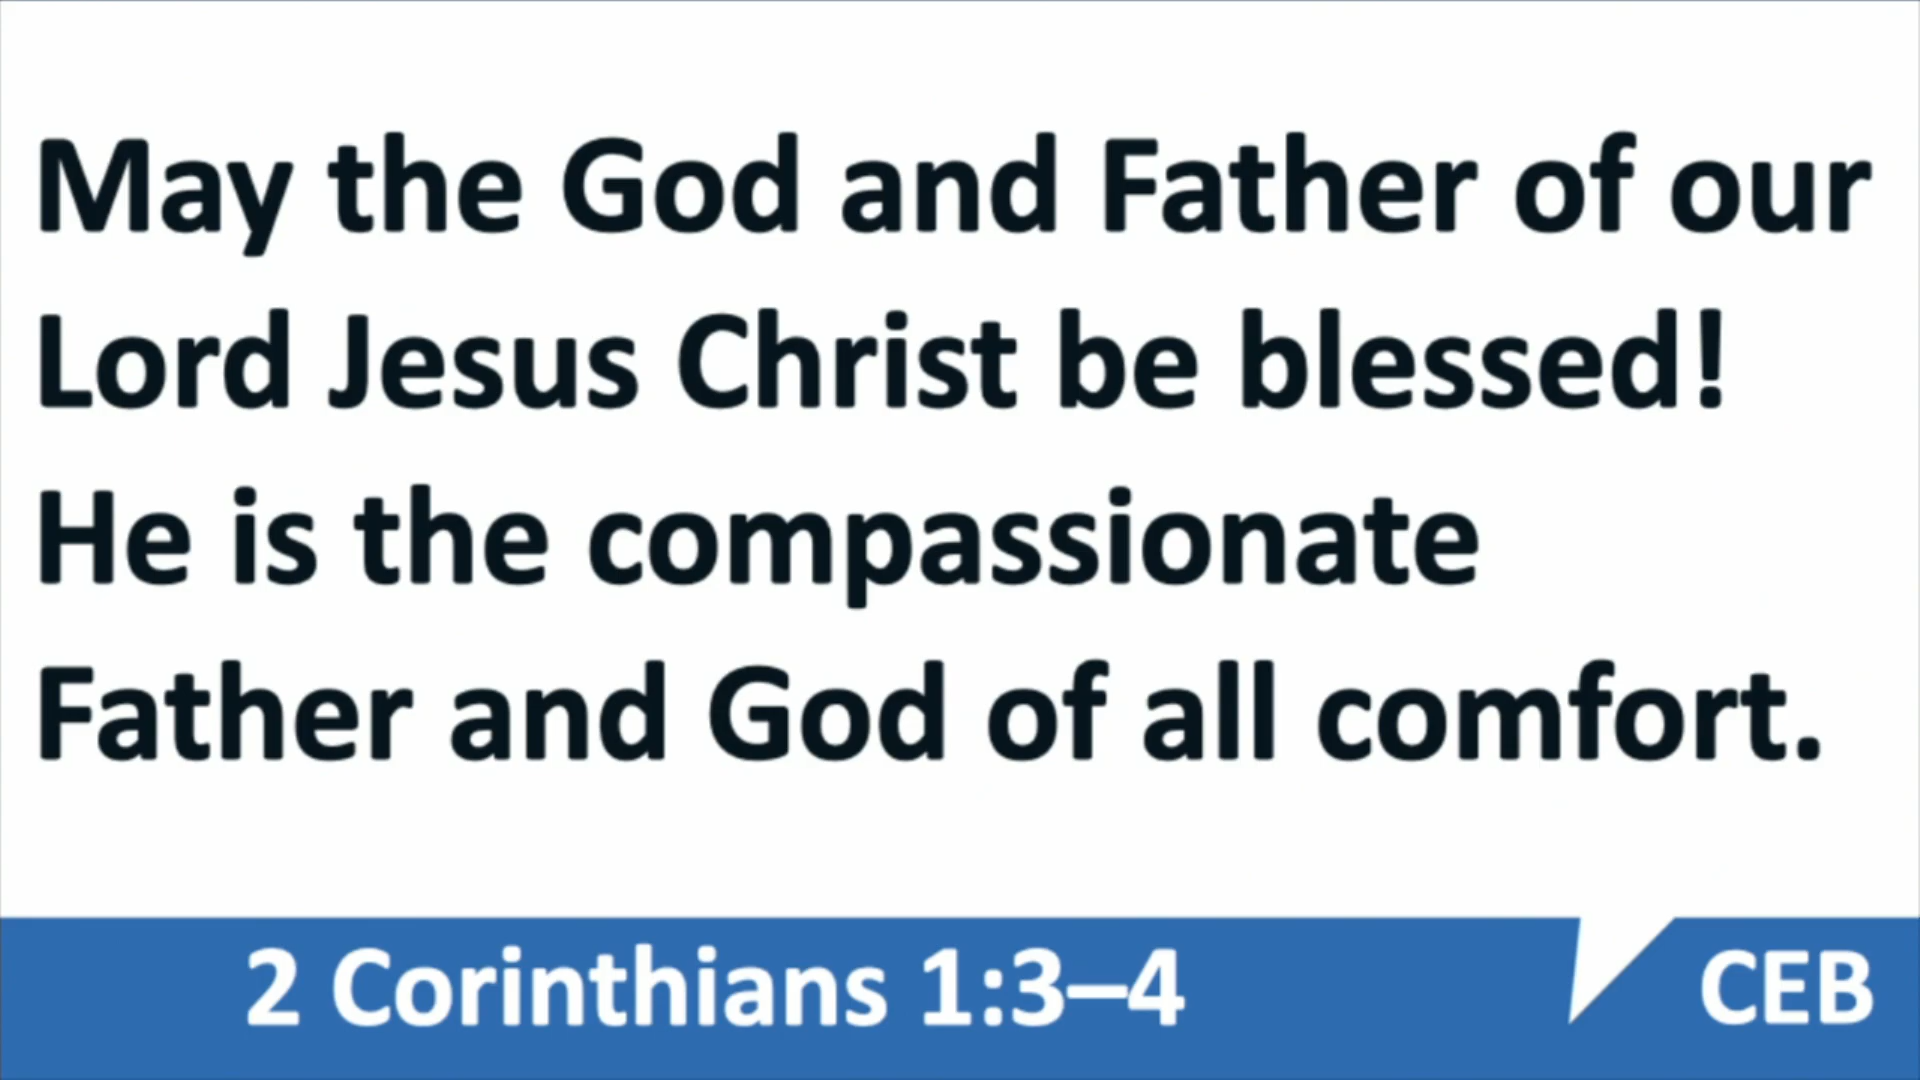 May the God and Father of our
Lord Jesus Christ be blessed!
He is the compassionate
Father and God of all comfort.
2 Corinthians 1:3–4
CEB